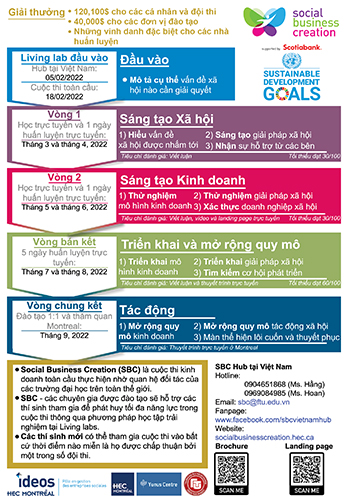 Giải thưởng
• 120,100$ cho các cá nhân và đội thi
• 40,000$ cho các đơn vị đào tạo
• Những vinh danh đặc biệt cho các nhà huấn luyện
social
business
creation
supported by Scotiabank
SUSTAINABLE
DEVELOPMENT
GOALS
Living lab đầu vào
Hub tại Việt Nam:
05/02/2022
Cuộc thi toàn cầu:
18/02/2022
Đầu vào
• Mô tả cụ thể vấn đề xã
hội nào cần giải quyết
Vòng 1
Học trực tuyến và 1 ngày
huấn luyện trực tuyến:
Tháng 3 và tháng 4, 2022
Sáng tạo Xã hội
1) Hiểu vấn đề
xã hội được nhắm tới
2) Sáng tạo giải pháp xã hội
3) Nhận sự hỗ trợ từ các bên
Tiêu chí đánh giá: Viết luận
Tối thiểu đạt 30/100
Vòng 2
Học trực tuyến và 1 ngày
huấn luyện trực tuyến:
Tháng 5 và tháng 6, 2022
Sáng tạo Kinh doanh
1) Thử nghiệm
mô hình kinh doanh
2) Thử nghiệm giải pháp xã hội
3) Xác thực doanh nghiệp xã hội
Tiêu chí đánh giá: Viết luận, video và landing page trực tuyến
Tối thiểu đạt 30/100
Vòng bán kết
5 ngày huấn luyện trực
tuyến:
Tháng 7 và tháng 8, 2022
Triển khai và mở rộng quy mô
1) Triển khai mô
hình kinh doanh
2) Triển khai giải pháp xã hội
3) Tìm kiếm cơ hội phát triển
Tiêu chí đánh giá: Thuyết trình trực tuyến
Tối thiểu đạt 60/100
Vòng chung kết
Đào tạo 1:1 và thăm quan
Montreal:
Tháng 9, 2022
Tác động
1) Mở rộng quy
mô kinh doanh
2) Mở rộng quy mô tác động xã hội
3) Màn thể hiện lôi cuốn và thuyết phục
Tiêu chí đánh giá: Thuyết trình trực tuyến ở Montreal
• Social Business Creation (SBC) là cuộc thi kinh
doanh toàn cầu thực hiện nhờ quan hệ đối tác của
các trường đại học trên toàn thế giới.
• SBC - các chuyên gia được đào tạo sẽ hỗ trợ các
thí sinh tham gia để phát huy tối đa năng lực trong
cuộc thi thông qua phương pháp học tập trải
nghiệm tại Living labs.
• Các thí sinh mới có thể tham gia cuộc thi vào bất
cứ thời điểm nào miễn là họ được chấp thuận bởi
một trong số đội thi.
SBC Hub tại Việt Nam
Hotline:
0904651868 (Ms. Hằng)
0969084985 (Ms. Hoan)
Email: sbc@ftu.edu.vn
Fanpage:
www.facebook.com/sbcvietnamhub
Website:
socialbusinesscreation.hec.ca
Brochure
Landing page
SCAN ME
SCAN ME
ideos
HEC MONTRÉAL
HEC MONTRÉAL
Yunus Centre